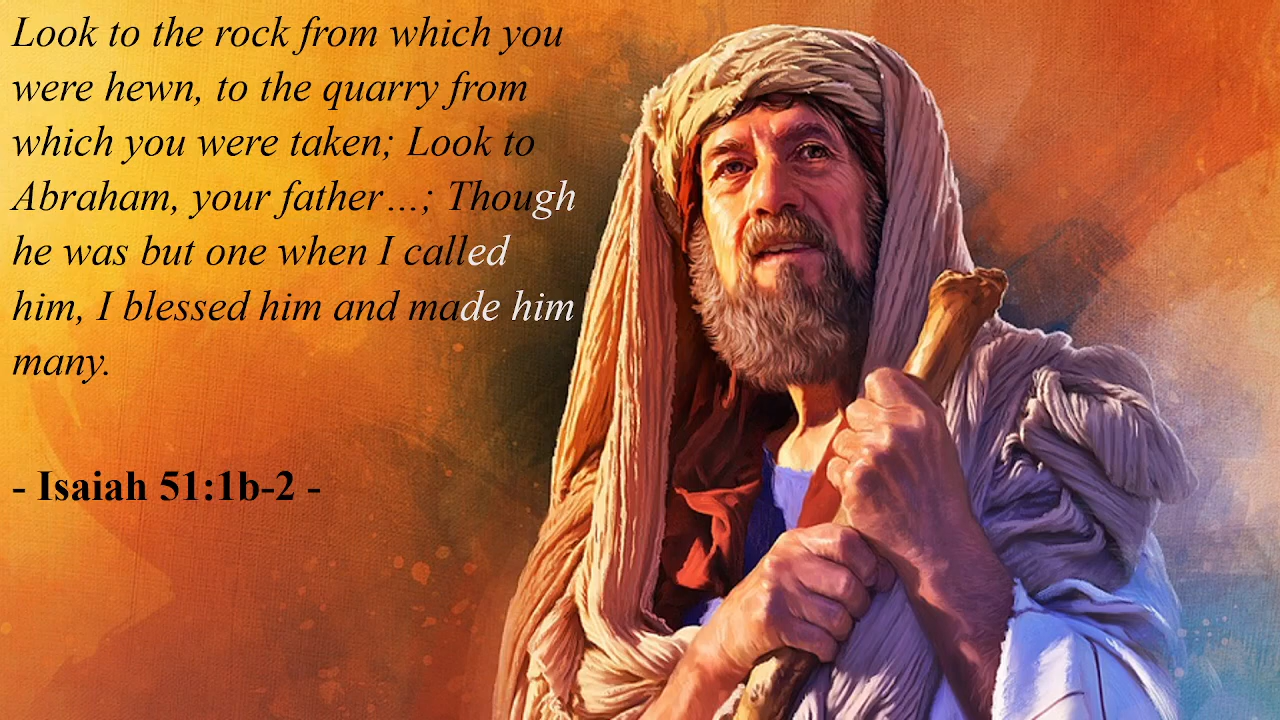 Look to the rock from which you
were hewn, to the quarry from
which you were taken; Look to
Abraham, your father…; Though
he was but one when I called
him, I blessed him and made him
many.
- Isaiah 51:1b-2 -